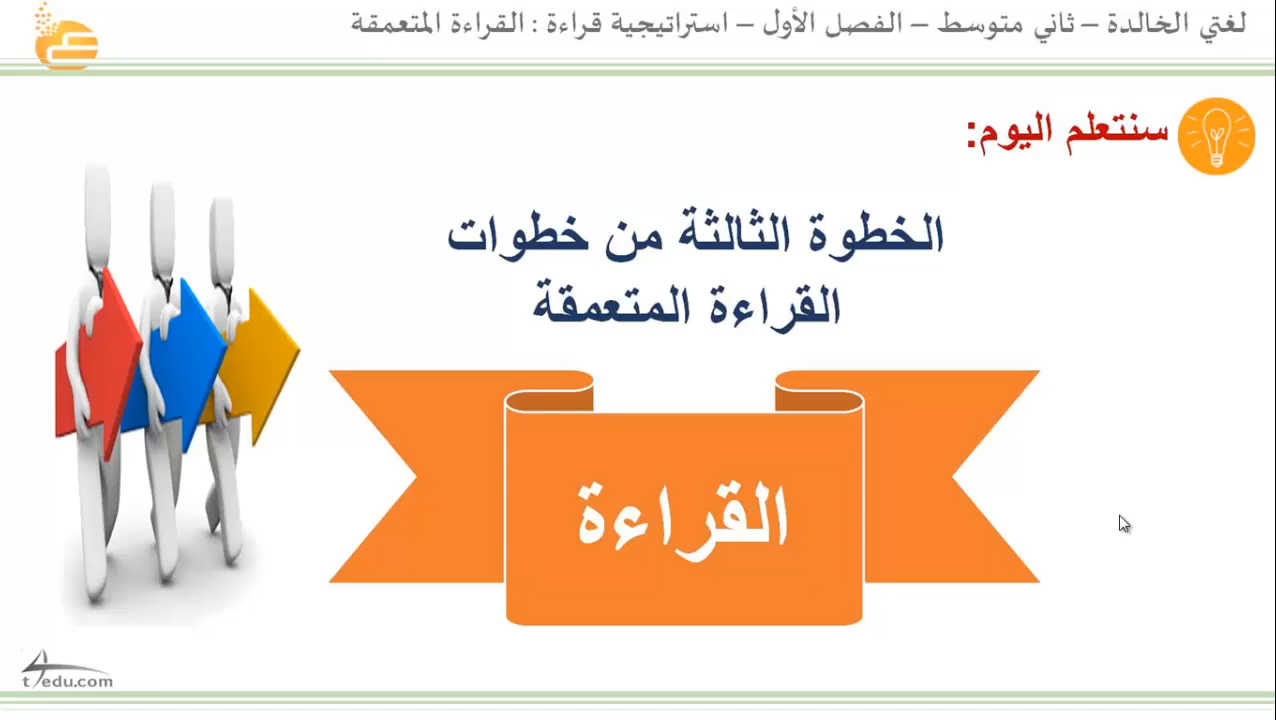 لغتي الخالدة – ثاني متوسط – الفصل الأول – استراتيجية قراءة : القراءة المتعمقة
سنتعلم اليوم:
الخطوة الثالثة من خطوات
القراءة المتعمقة
القراءة
t4edu.com